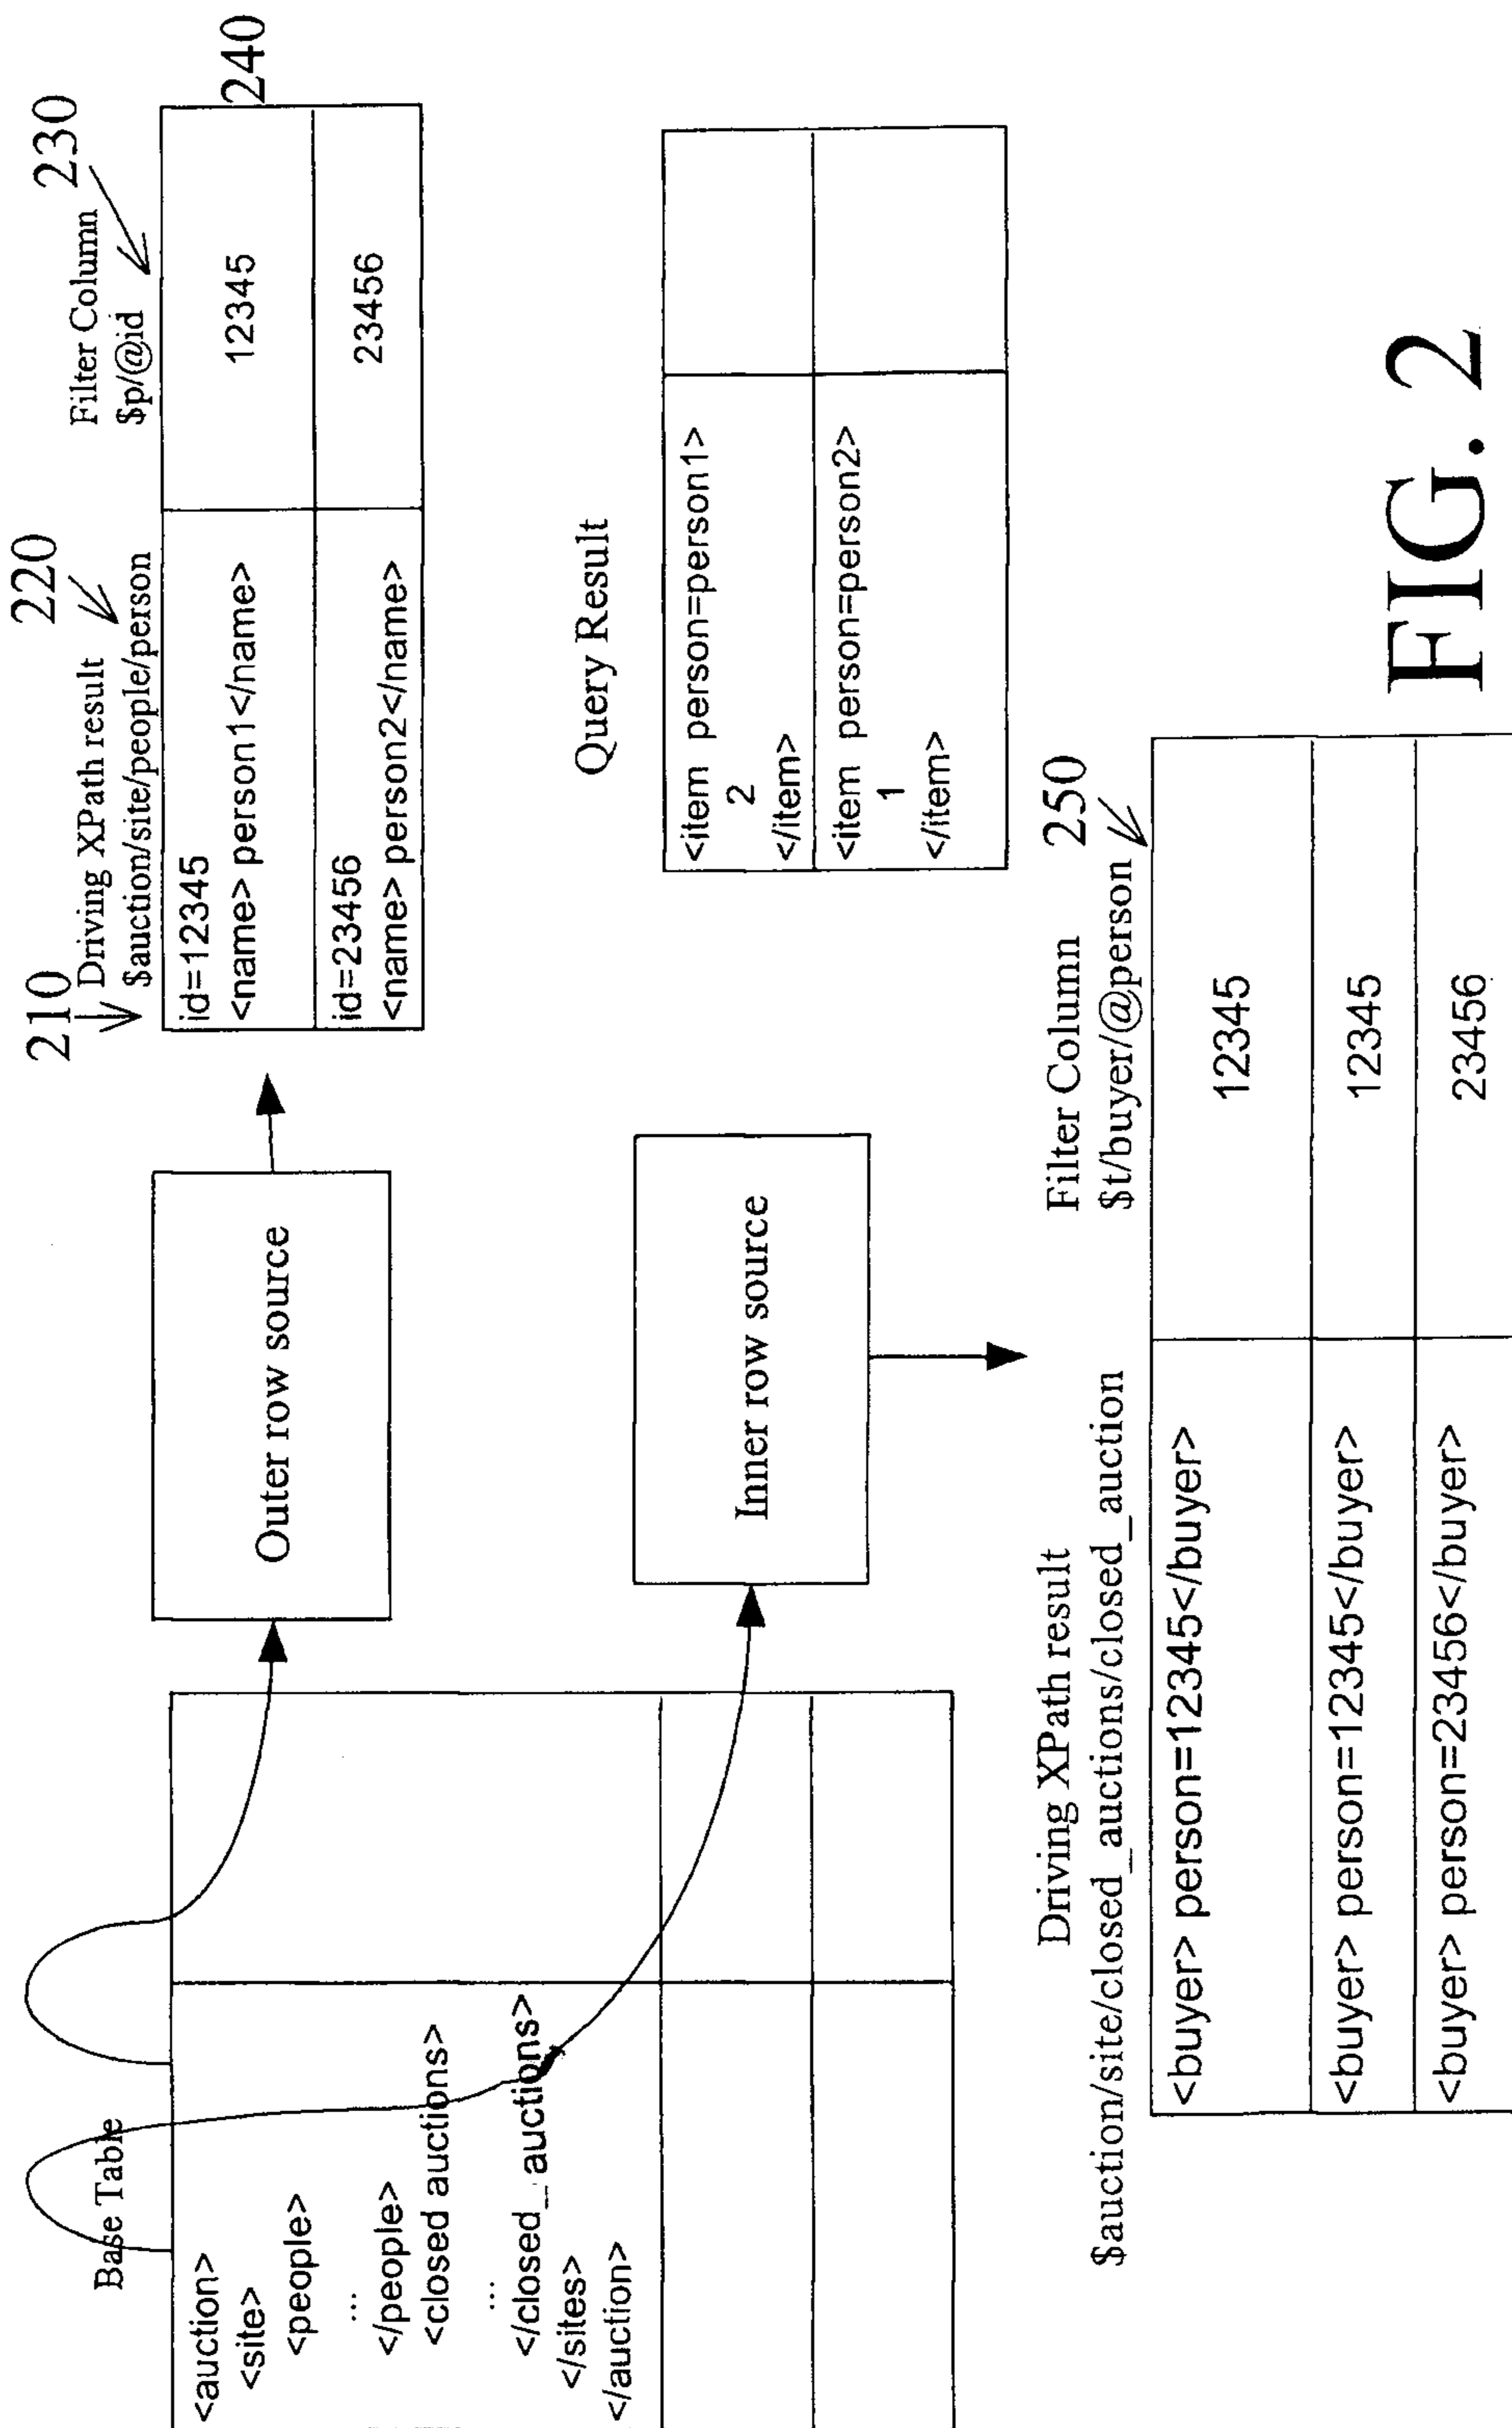 Base Table
<auction>
<site>
<people>
...
</people>
<closed auctions>
...
</closed_ auctions>
</sites>
</auction>
Outer row source
Inner row source
210
220
Driving XPath result
$auction/site/people/person
230
Filter Column
$p/@id
240
id=12345
<name> person1</name>
12345
id=23456
<name> person2</name>
23456
Query Result
<item person=person1>
2
</item>
<item person=person2>
1
</item>
Driving XPath result
$auction/site/closed_auctions/closed_auction
Filter Column
$t/buyer/@person
250
<buyer> person=12345</buyer>
12345
<buyer> person=12345</buyer>
12345
<buyer> person=23456</buyer>
23456
FIG. 2